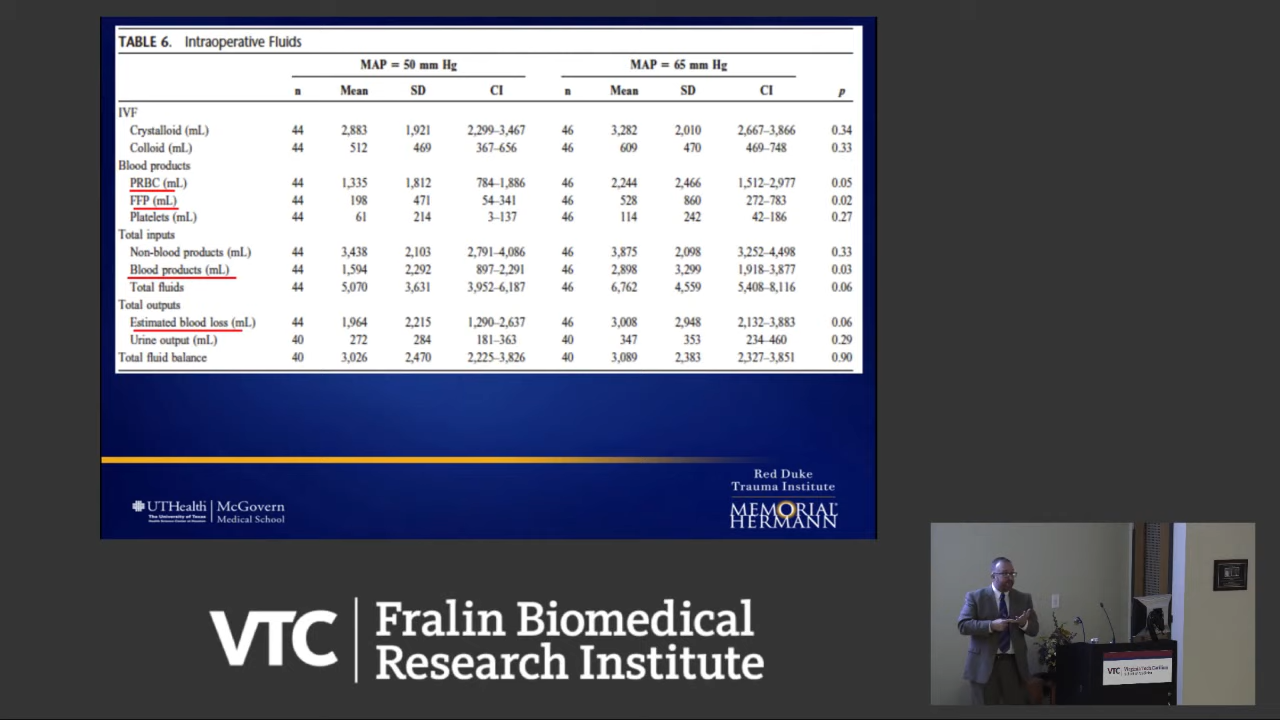 TABLE 6. Intraoperative Fluids
MAP = 50 mm Hg MAP = 65 mm Hg
n Mean SD CI n Mean SD CI p
IVF
Crystalloid (mL) 44 2,883 1,921 2,299–3,467 46 3,282 2,010 2,667–3,866 0.34
Colloid (mL) 44 512 469 367–656 46 609 470 469–748 0.33
Blood products
PRBC (mL) 44 1,335 1,812 784–1,886 46 2,244 2,466 1,512–2,977 0.05
FFP (mL) 44 198 471 54–341 46 528 860 272–783 0.02
Platelets (mL) 44 61 214 3–137 46 114 242 42–186 0.27
Total inputs
Non-blood products (mL) 44 3,438 2,103 2,791–4,086 46 3,875 2,098 3,252–4,498 0.33
Blood products (mL) 44 1,594 2,292 897–2,291 46 2,898 3,299 1,918–3,877 0.03
Total fluids 44 5,070 3,631 3,952–6,187 46 6,762 4,559 5,408–8,116 0.06
Total outputs
Estimated blood loss (mL) 44 1,964 2,215 1,290–2,637 46 3,008 2,948 2,132–3,883 0.06
Urine output (mL) 40 272 284 181–363 40 347 353 234–460 0.29
Total fluid balance 40 3,026 2,470 2,225–3,826 40 3,089 2,383 2,327–3,851 0.90
UTHealth McGovern
The University of Texas Medical School
Health Science Center at Houston
Red Duke
Trauma Institute
MEMORIAL
HERMANN
VTC Fralin Biomedical
Research Institute
VTC Virginia Tech Carilion